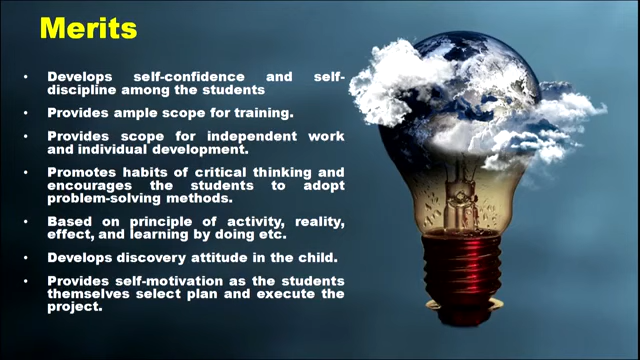 Merits
• Develops self-confidence and self-
discipline among the students
• Provides ample scope for training.
• Provides scope for independent work
and individual development.
• Promotes habits of critical thinking and
encourages the students to adopt
problem-solving methods.
• Based on principle of activity, reality,
effect, and learning by doing etc.
• Develops discovery attitude in the child.
• Provides self-motivation as the students
themselves select plan and execute the
project.